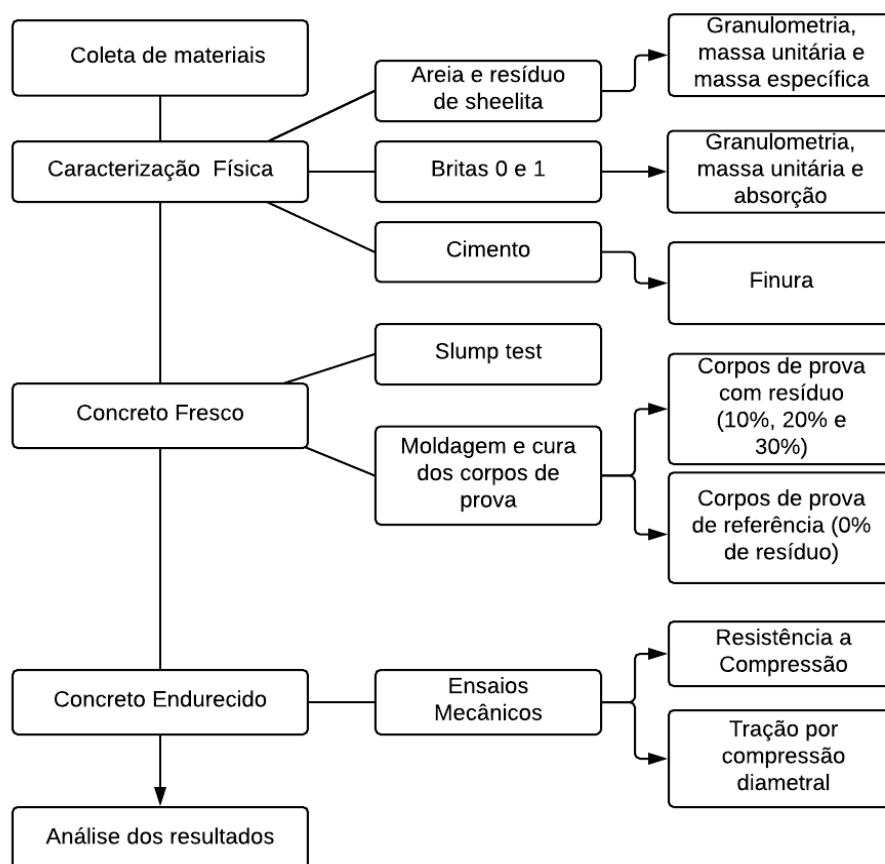 Coleta de materiais
Granulometria,
massa unitária e
massa específica
Areia e resíduo
de sheelita
Caracterização Física
Britas 0 e 1
Granulometria,
massa unitária e
absorção
Cimento
Finura
Slump test
Concreto Fresco
Corpos de prova
com resíduo
(10%, 20% e
30%)
Moldagem e cura
dos corpos de
prova
Corpos de prova
de referência (0%
de resíduo)
Concreto Endurecido
Ensaios
Mecânicos
Resistência a
Compressão
Tração por
compressão
diametral
Análise dos resultados